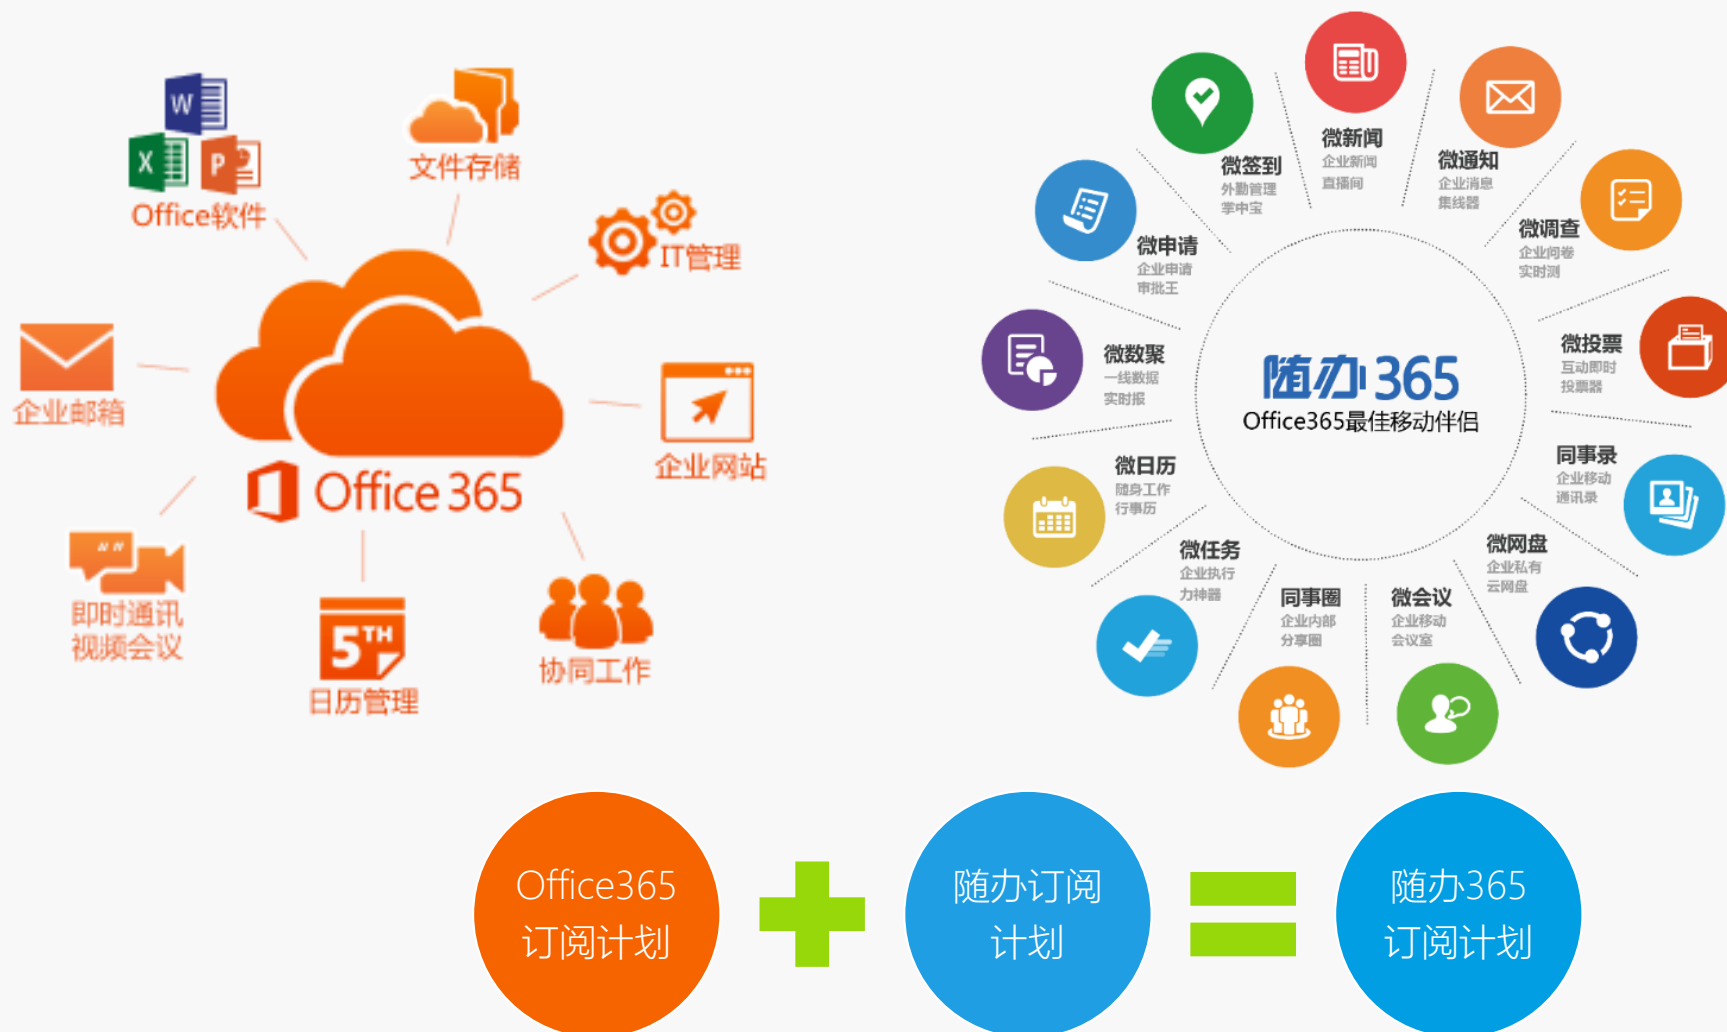 W
X
P
Office软件
文件存储
IT管理
企业邮箱
Office 365
企业网站
即时通讯
视频会议
5TH
日历管理
协同工作
微新闻
企业新闻
直播间
微通知
企业消息
集线器
微调查
企业问卷
实时测
微投票
互动即时
投票器
同事录
企业移动
通讯录
微网盘
企业私有
云网盘
微会议
企业移动
会议室
同事圈
企业内部
分享圈
微任务
企业执行
力神器
微日历
随身工作
行事历
微数聚
一线数据
实时报
微申请
企业申请
审批王
微签到
外勤管理
掌中宝
随办365
Office365最佳移动伴侣
Office365
订阅计划
随办订阅
计划
随办365
订阅计划